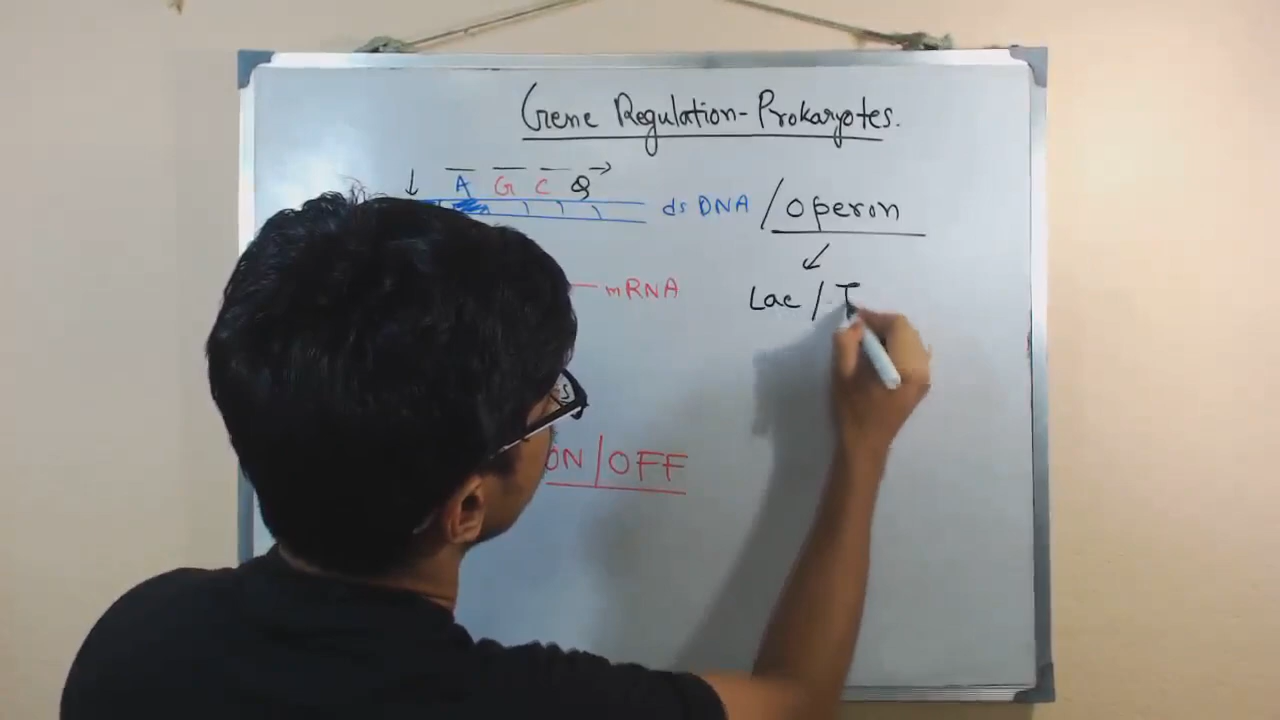 Gene Regulation-Prokaryotes.
A G C
ds DNA / operon
mRNA
Lac / T
ON/OFF